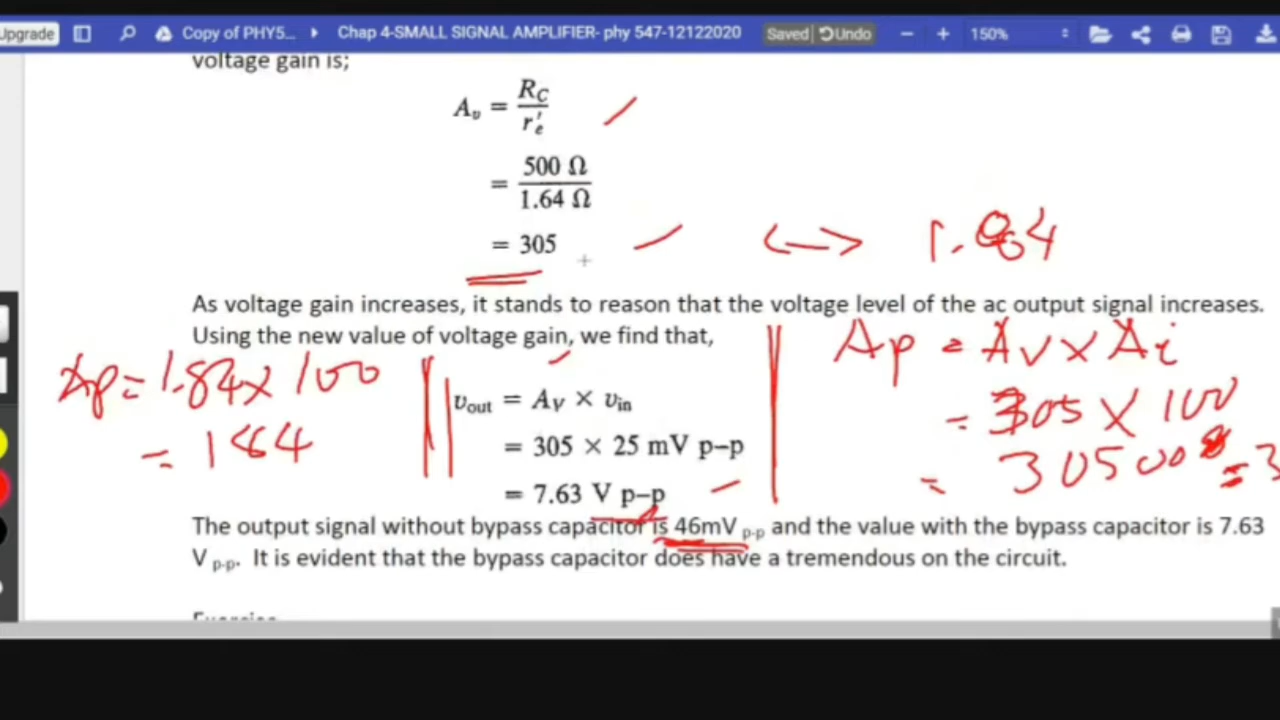 Upgrade Copy of PHY5... Chap 4-SMALL SIGNAL AMPLIFIER- phy 547-12122020 Saved Undo − + 150%
voltage gain is;
A_v = R_C / r'_e
= 500 Ω / 1.64 Ω
= 305 <--> 1.84
As voltage gain increases, it stands to reason that the voltage level of the ac output signal increases.
Using the new value of voltage gain, we find that,
Ap = Av × Ai
Ap = 1.84 × 100
v_out = A_V × v_in
= 305 × 100
= 184
= 305 × 25 mV p–p
= 30500 = 3
= 7.63 V p–p
The output signal without bypass capacitor is 46mV p-p and the value with the bypass capacitor is 7.63
V p-p. It is evident that the bypass capacitor does have a tremendous on the circuit.